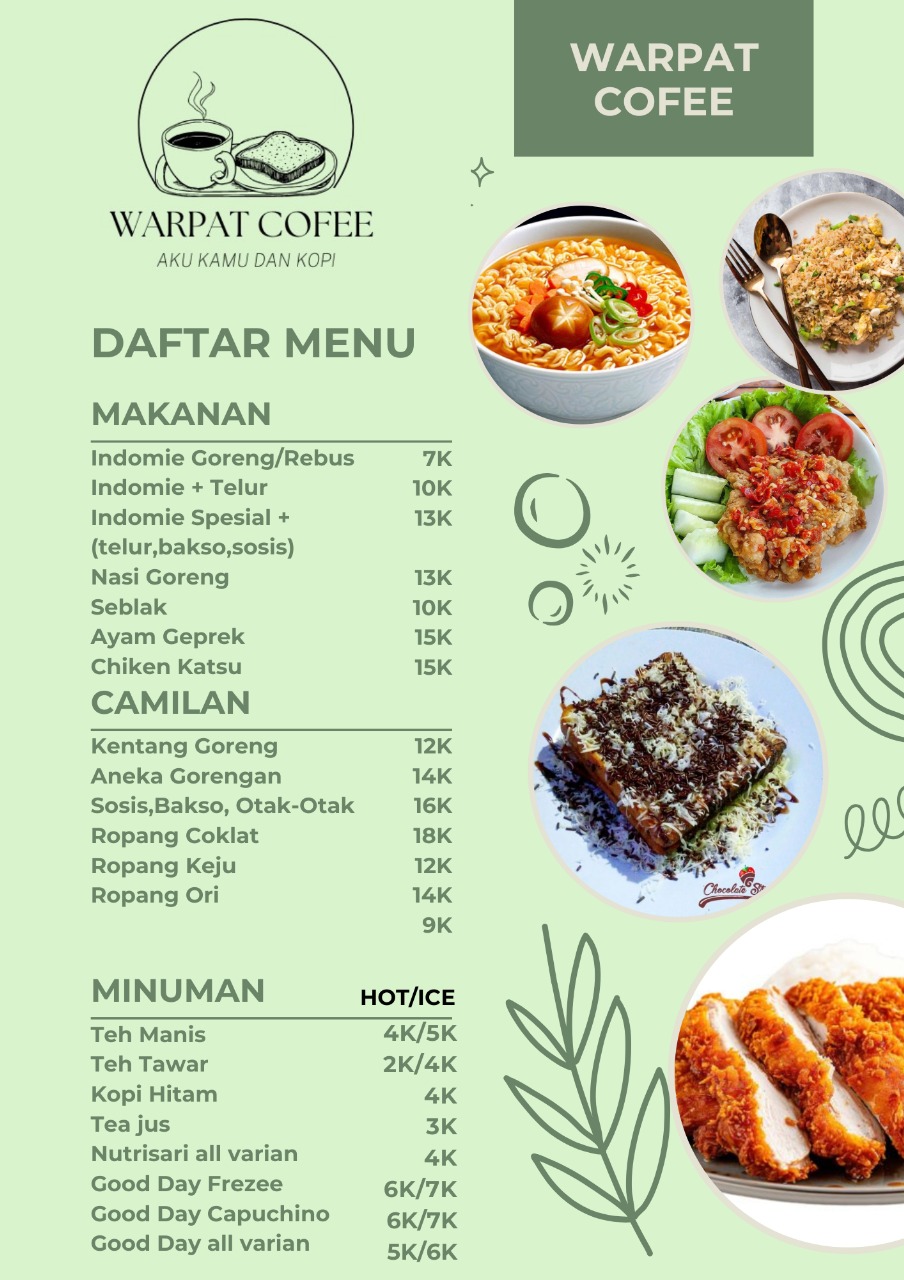 WARPAT
COFEE
WARPAT COFEE
AKU KAMU DAN KOPI
DAFTAR MENU
MAKANAN
Indomie Goreng/Rebus 7K
Indomie + Telur 10K
Indomie Spesial + 13K
(telur,bakso,sosis)
Nasi Goreng 13K
Seblak 10K
Ayam Geprek 15K
Chiken Katsu 15K
CAMILAN
Kentang Goreng 12K
Aneka Gorengan 14K
Sosis,Bakso, Otak-Otak 16K
Ropang Coklat 18K
Ropang Keju 12K
Ropang Ori 14K
9K
MINUMAN HOT/ICE
Teh Manis 4K/5K
Teh Tawar 2K/4K
Kopi Hitam 4K
Tea jus 3K
Nutrisari all varian 4K
Good Day Frezee 6K/7K
Good Day Capuchino 6K/7K
Good Day all varian 5K/6K
Chocolate